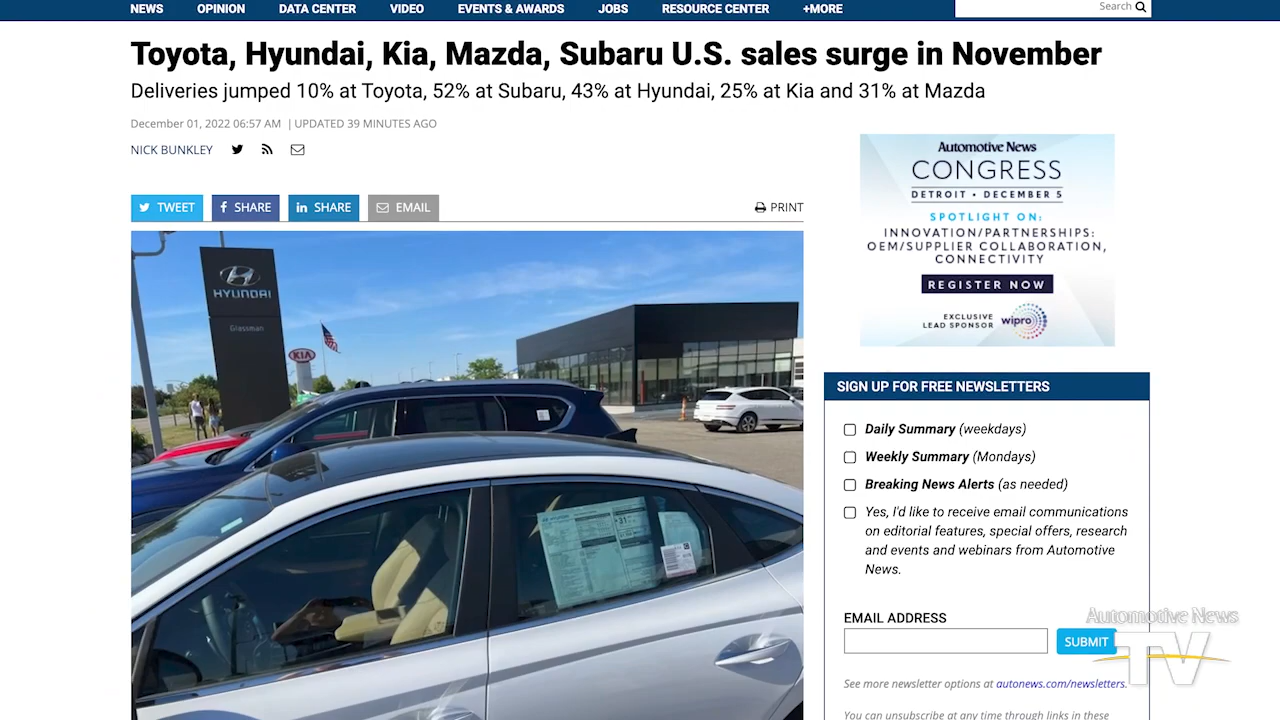 NEWS OPINION DATA CENTER VIDEO EVENTS & AWARDS JOBS RESOURCE CENTER +MORE Search
Toyota, Hyundai, Kia, Mazda, Subaru U.S. sales surge in November
Deliveries jumped 10% at Toyota, 52% at Subaru, 43% at Hyundai, 25% at Kia and 31% at Mazda
December 01, 2022 06:57 AM | UPDATED 39 MINUTES AGO
NICK BUNKLEY
TWEET SHARE SHARE EMAIL PRINT
HYUNDAI
Glassman
KIA
Automotive News
CONGRESS
DETROIT • DECEMBER 5
SPOTLIGHT ON:
INNOVATION/PARTNERSHIPS:
OEM/SUPPLIER COLLABORATION,
CONNECTIVITY
REGISTER NOW
EXCLUSIVE
LEAD SPONSOR
wipro
SIGN UP FOR FREE NEWSLETTERS
Daily Summary (weekdays)
Weekly Summary (Mondays)
Breaking News Alerts (as needed)
Yes, I'd like to receive email communications
on editorial features, special offers, research
and events and webinars from Automotive
News.
EMAIL ADDRESS
SUBMIT
Automotive News
TV
See more newsletter options at autonews.com/newsletters.
You can unsubscribe at any time through links in these